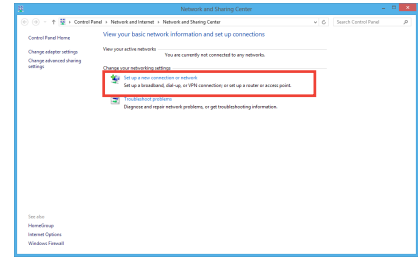 Network and Sharing Center
Control Panel › Network and Internet › Network and Sharing Center
Search Control Panel
Control Panel Home
Change adapter settings
Change advanced sharing
settings
View your basic network information and set up connections
View your active networks
You are currently not connected to any networks.
Change your networking settings
Set up a new connection or network
Set up a broadband, dial-up, or VPN connection; or set up a router or access point.
Troubleshoot problems
Diagnose and repair network problems, or get troubleshooting information.
See also
HomeGroup
Internet Options
Windows Firewall